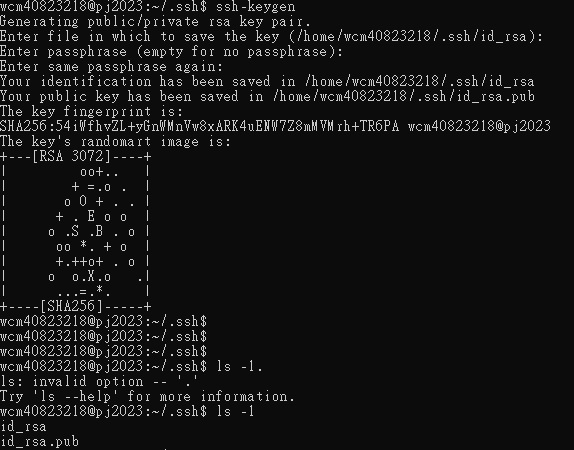 wcm40823218@pj2023:~/.ssh$ ssh-keygen
Generating public/private rsa key pair.
Enter file in which to save the key (/home/wcm40823218/.ssh/id_rsa):
Enter passphrase (empty for no passphrase):
Enter same passphrase again:
Your identification has been saved in /home/wcm40823218/.ssh/id_rsa
Your public key has been saved in /home/wcm40823218/.ssh/id_rsa.pub
The key fingerprint is:
SHA256:54iWfhvZL+yGnWMnVw8xARK4uENW7Z8mMVMrh+TR6PA wcm40823218@pj2023
The key's randomart image is:
+---[RSA 3072]----+
|         oo+..   |
|        + =.o .  |
|       o O + . . |
|      + . E o o  |
|     o .S .B . o |
|      oo *. + o  |
|      +.++o+ . o |
|     o  o.X.o   .|
|      ...=.*.    |
+----[SHA256]-----+
wcm40823218@pj2023:~/.ssh$
wcm40823218@pj2023:~/.ssh$
wcm40823218@pj2023:~/.ssh$
wcm40823218@pj2023:~/.ssh$ ls -1.
ls: invalid option -- '.'
Try 'ls --help' for more information.
wcm40823218@pj2023:~/.ssh$ ls -1
id_rsa
id_rsa.pub